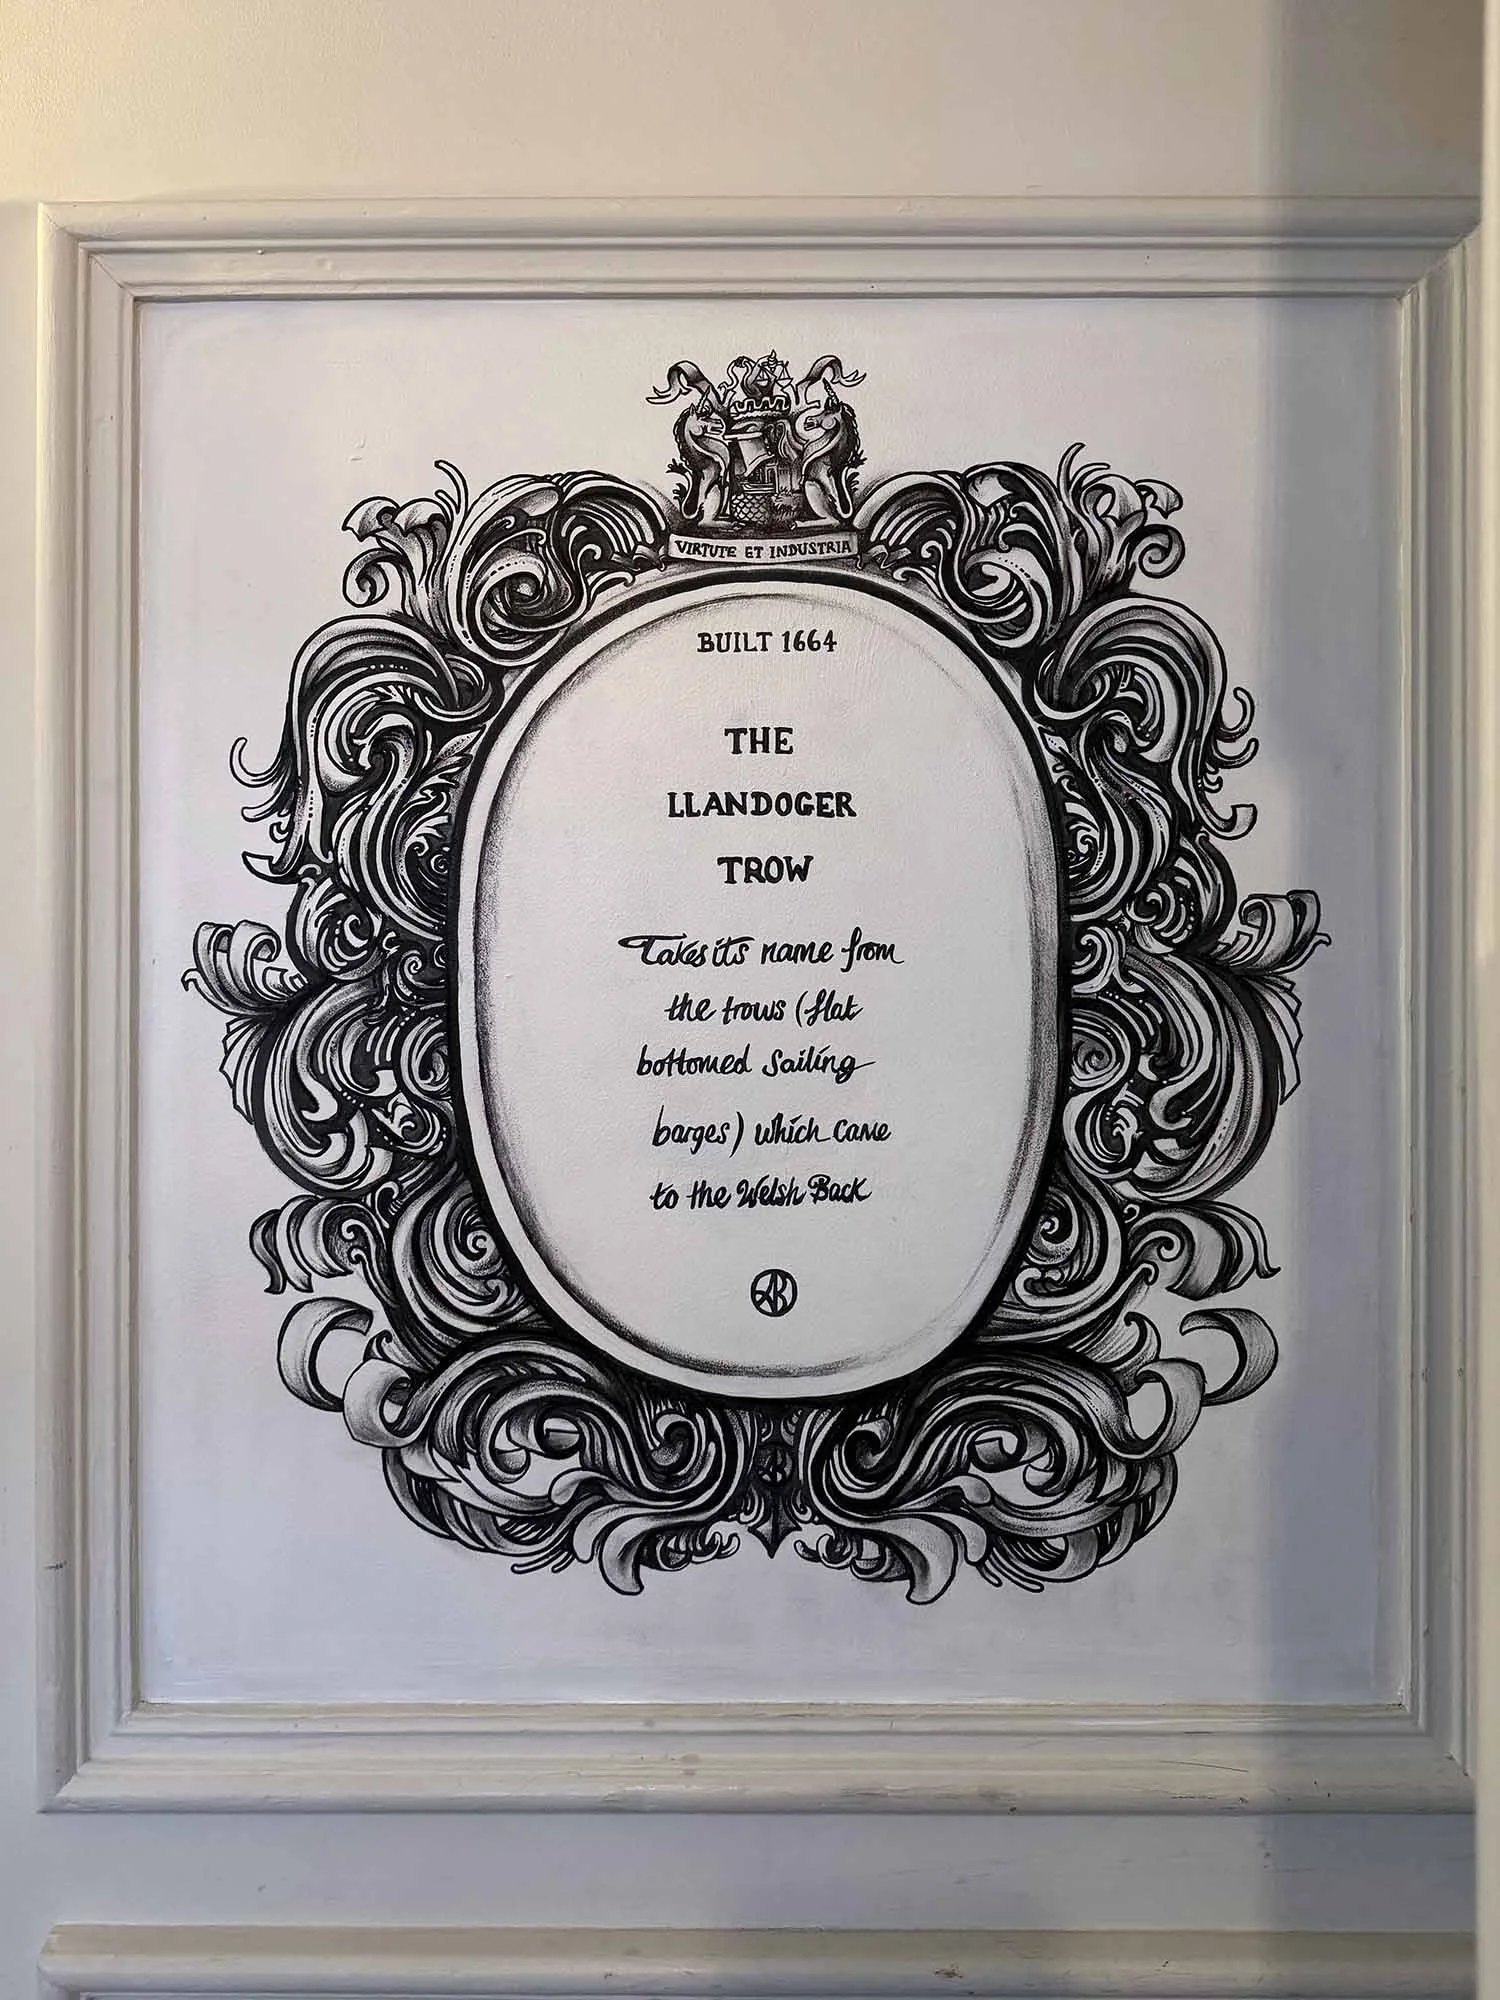 VIRTUTE ET INDUSTRIA
BUILT 1664
THE
LLANDOGER
TROW
Takes its name from
the trows (flat
bottomed Sailing
barges) which came
to the Welsh Back